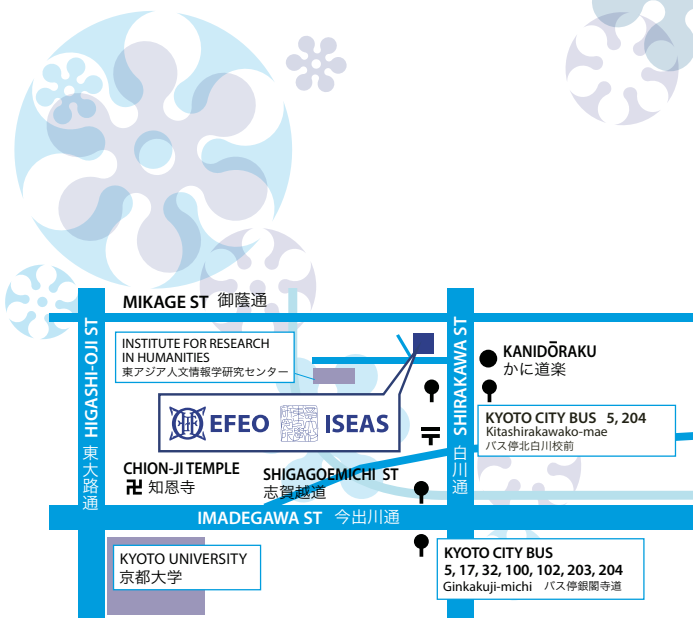 MIKAGE ST 御蔭通
HIGASHI-OJI ST 東大路通
INSTITUTE FOR RESEARCH
IN HUMANITIES
東アジア人文情報学研究センター
SHIRAKAWA ST 白川通
KANIDŌRAKU
かに道楽
EFEO ISEAS
KYOTO CITY BUS 5, 204
Kitashirakawako-mae
バス停北白川校前
CHION-JI TEMPLE
卍 知恩寺
SHIGAGOEMICHI ST
志賀越道
IMADEGAWA ST 今出川通
KYOTO UNIVERSITY
京都大学
KYOTO CITY BUS
5, 17, 32, 100, 102, 203, 204
Ginkakuji-michi バス停銀閣寺道